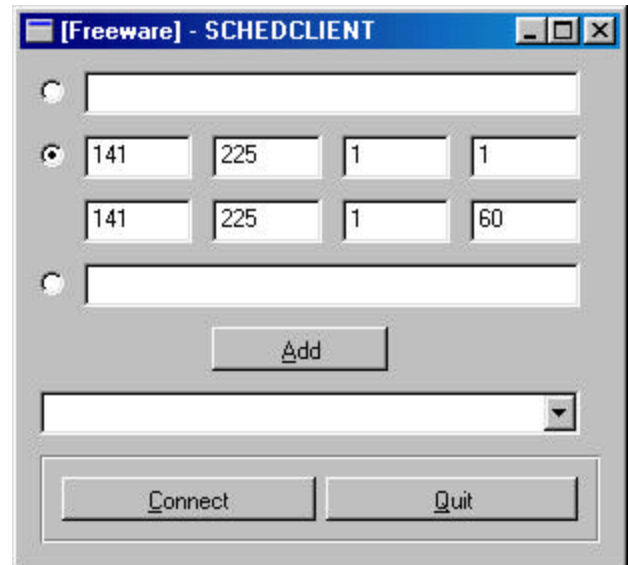 [Freeware] - SCHEDCLIENT
141 225 1 1
141 225 1 60
Add
Connect Quit